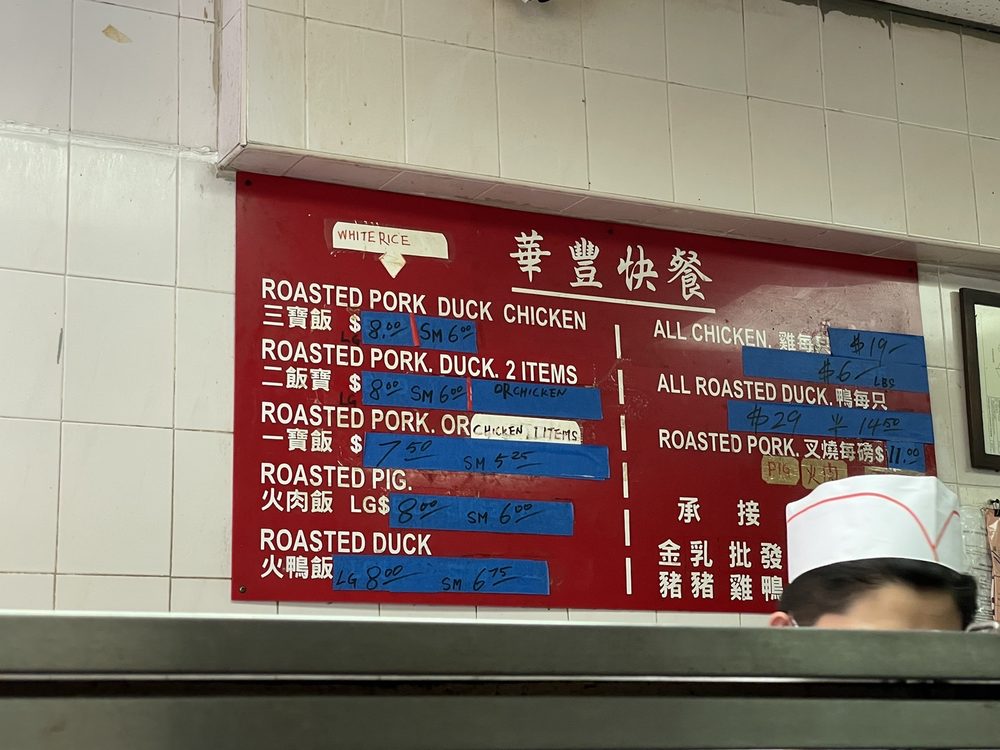 WHITE RICE
華豐快餐
ROASTED PORK DUCK CHICKEN
三寶飯 $ LG 8.00 SM 6.00
ROASTED PORK. DUCK. 2 ITEMS
二飯寶 $ LG 8.00 SM 6.00 OR CHICKEN
ROASTED PORK. OR CHICKEN, 1 ITEMS
一寶飯 $ 7.50 SM 5.25
ROASTED PIG.
火肉飯 LG$ 8.00 SM 6.00
ROASTED DUCK
火鴨飯 LG 8.00 SM 6.75
ALL CHICKEN. 雞每只 $19-
$6- LBS
ALL ROASTED DUCK. 鴨每只
$29 半 14.50
ROASTED PORK. 叉燒每磅$ 11.00
PIG 火肉
承接
金乳批發
豬豬雞鴨